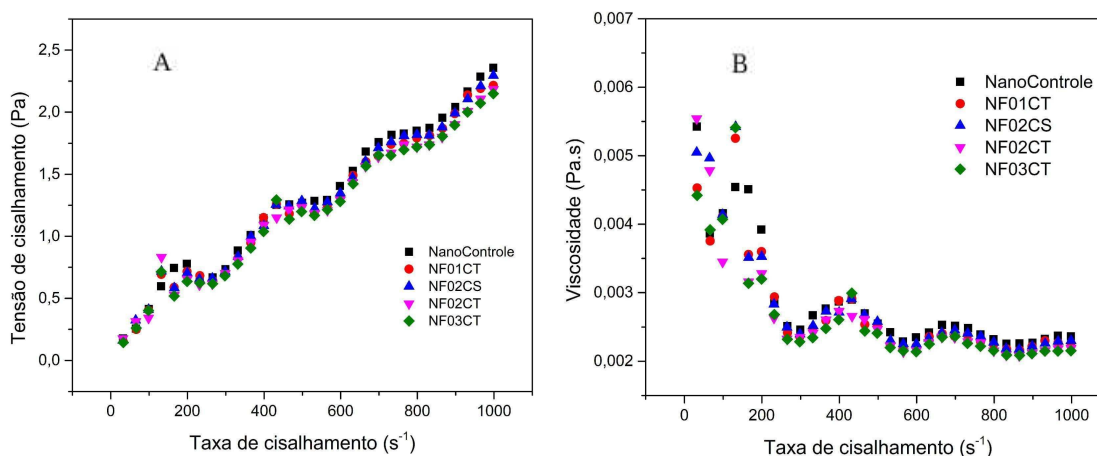 A
Tensão de cisalhamento (Pa)
2,5
2,0
1,5
1,0
0,5
0,0
NanoControle
NF01CT
NF02CS
NF02CT
NF03CT
0 200 400 600 800 1000
Taxa de cisalhamento (s⁻¹)
B
Viscosidade (Pa.s)
0,007
0,006
0,005
0,004
0,003
0,002
NanoControle
NF01CT
NF02CS
NF02CT
NF03CT
0 200 400 600 800 1000
Taxa de cisalhamento (s⁻¹)